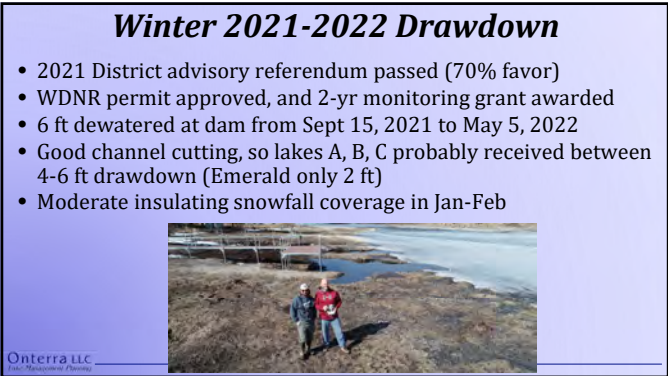 Winter 2021-2022 Drawdown
• 2021 District advisory referendum passed (70% favor)
• WDNR permit approved, and 2-yr monitoring grant awarded
• 6 ft dewatered at dam from Sept 15, 2021 to May 5, 2022
• Good channel cutting, so lakes A, B, C probably received between
4-6 ft drawdown (Emerald only 2 ft)
• Moderate insulating snowfall coverage in Jan-Feb
Onterra LLC
Lake Management Planning